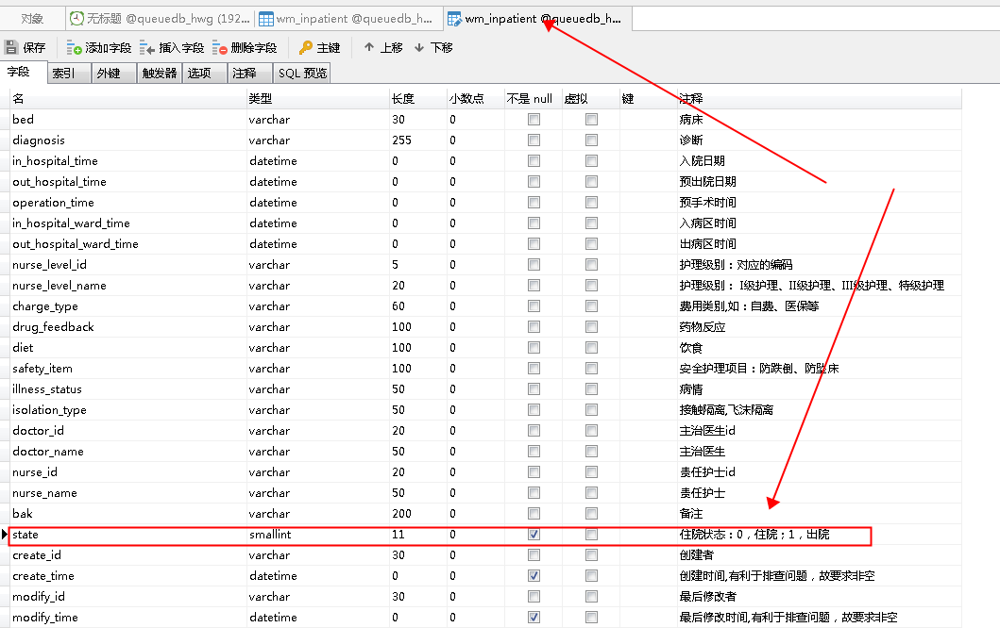 对象 无标题 @queuedb_hwg (192... wm_inpatient @queuedb_h... wm_inpatient @queuedb_h...
保存 添加字段 插入字段 删除字段 主键 上移 下移
字段 索引 外键 触发器 选项 注释 SQL 预览
名 类型 长度 小数点 不是 null 虚拟 键 注释
bed varchar 30 0 病床
diagnosis varchar 255 0 诊断
in_hospital_time datetime 0 0 入院日期
out_hospital_time datetime 0 0 预出院日期
operation_time datetime 0 0 预手术时间
in_hospital_ward_time datetime 0 0 入病区时间
out_hospital_ward_time datetime 0 0 出病区时间
nurse_level_id varchar 5 0 护理级别：对应的编码
nurse_level_name varchar 20 0 护理级别： I级护理、II级护理、III级护理、特级护理
charge_type varchar 60 0 费用类别,如：自费、医保等
drug_feedback varchar 100 0 药物反应
diet varchar 100 0 饮食
safety_item varchar 100 0 安全护理项目：防跌倒、防坠床
illness_status varchar 50 0 病情
isolation_type varchar 50 0 接触隔离,飞沫隔离
doctor_id varchar 20 0 主治医生id
doctor_name varchar 50 0 主治医生
nurse_id varchar 20 0 责任护士id
nurse_name varchar 50 0 责任护士
bak varchar 200 0 备注
state smallint 11 0 住院状态：0，住院；1，出院
create_id varchar 30 0 创建者
create_time datetime 0 0 创建时间,有利于排查问题，故要求非空
modify_id varchar 30 0 最后修改者
modify_time datetime 0 0 最后修改时间,有利于排查问题，故要求非空